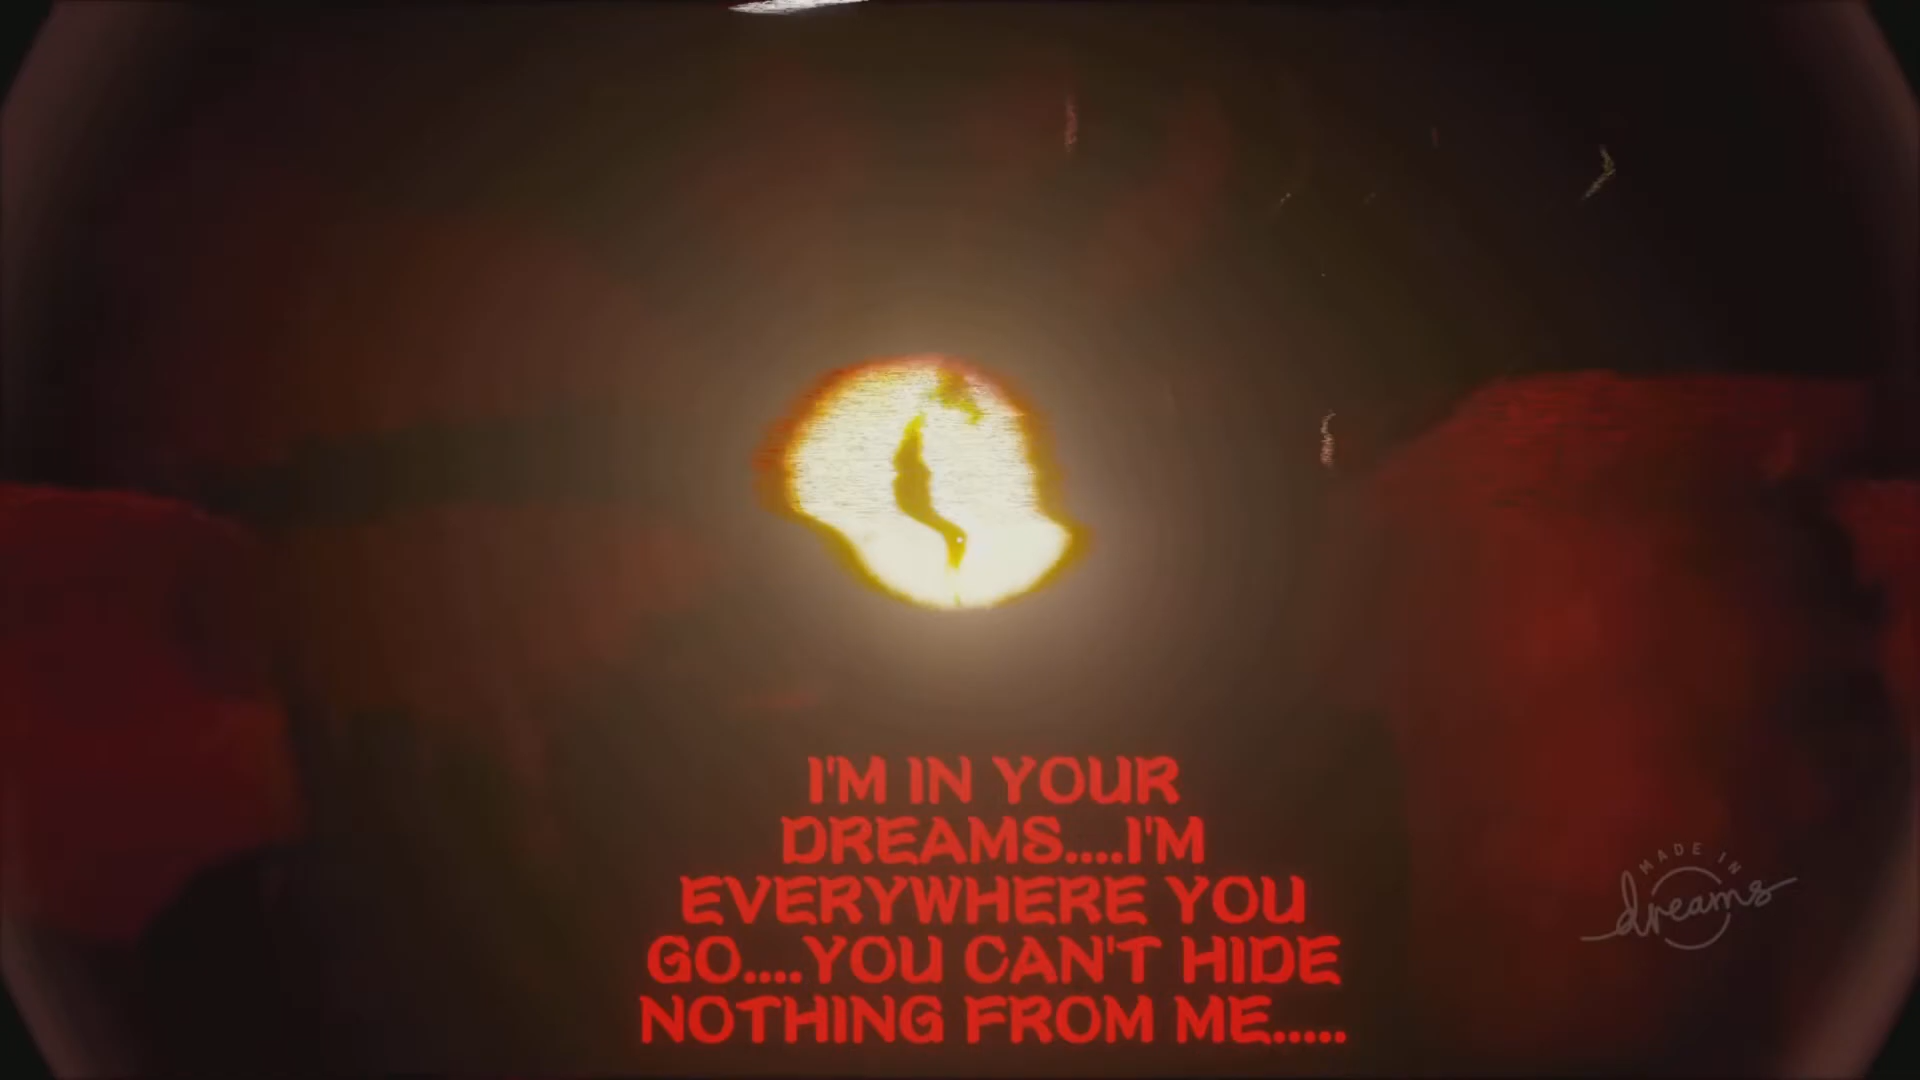 I'M IN YOUR
DREAMS....I'M
EVERYWHERE YOU
GO....YOU CAN'T HIDE
NOTHING FROM ME.....
MADE IN
dreams